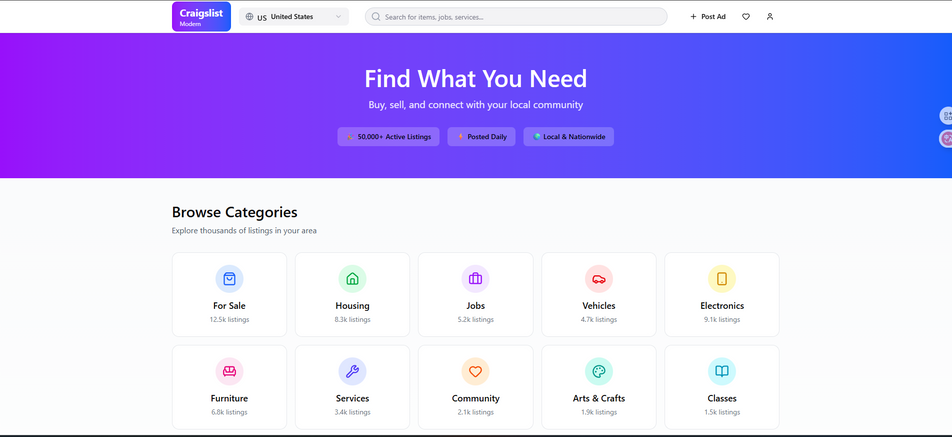 Craigslist
Modern
US United States
Search for items, jobs, services...
Post Ad
Find What You Need
Buy, sell, and connect with your local community
50,000+ Active Listings
Posted Daily
Local & Nationwide
Browse Categories
Explore thousands of listings in your area
For Sale
12.5k listings
Housing
8.3k listings
Jobs
5.2k listings
Vehicles
4.7k listings
Electronics
9.1k listings
Furniture
6.8k listings
Services
3.4k listings
Community
2.1k listings
Arts & Crafts
1.9k listings
Classes
1.5k listings